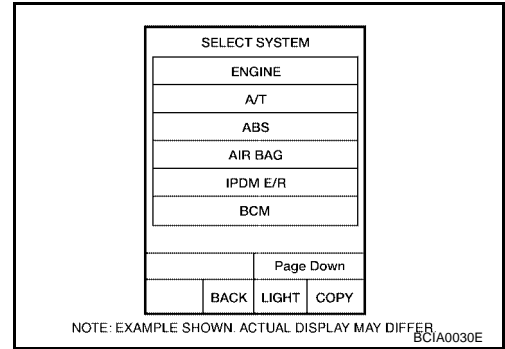 SELECT SYSTEM
ENGINE
A/T
ABS
AIR BAG
IPDM E/R
BCM
Page Down
BACK LIGHT COPY
NOTE: EXAMPLE SHOWN. ACTUAL DISPLAY MAY DIFFER.
BCIA0030E